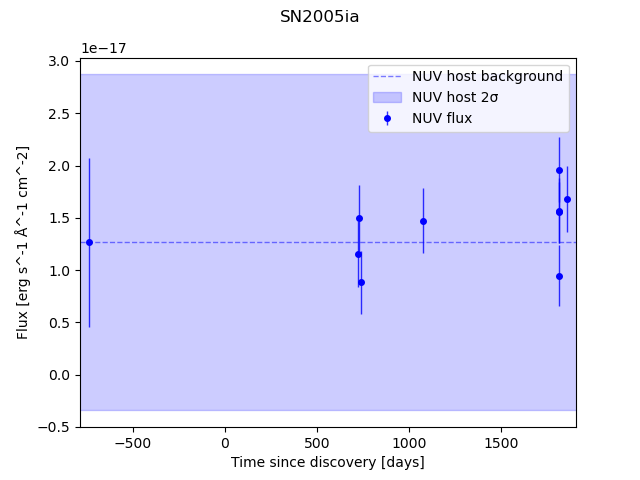 SN2005ia
1e−17
3.0
2.5
2.0
1.5
1.0
0.5
0.0
−0.5
Flux [erg s^-1 Å^-1 cm^-2]
NUV host background
NUV host 2σ
NUV flux
−500
0
500
1000
1500
Time since discovery [days]